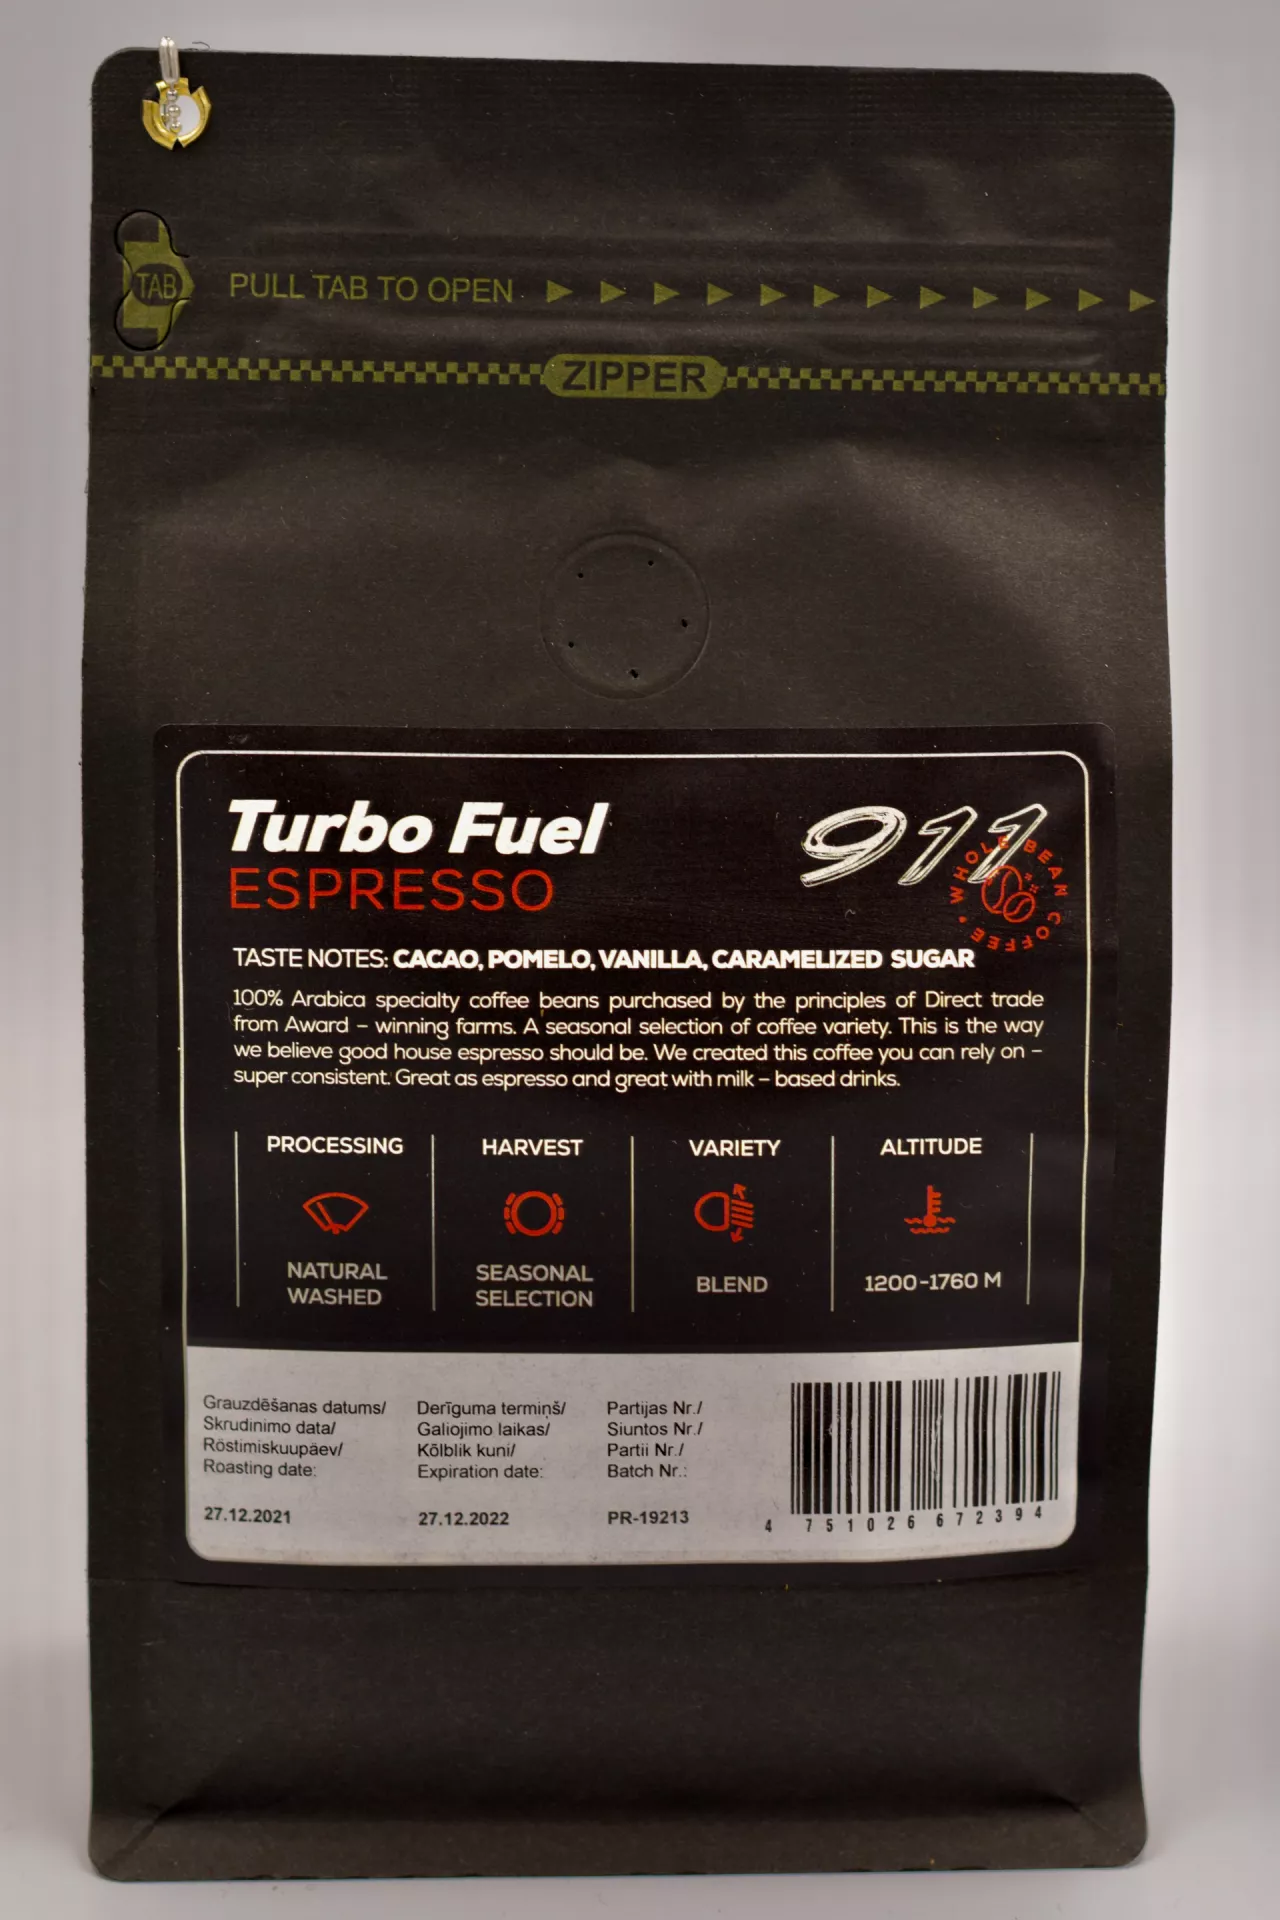 TAB PULL TAB TO OPEN
ZIPPER
Turbo Fuel
ESPRESSO
911
WHOLE BEAN COFFEE
TASTE NOTES: CACAO, POMELO, VANILLA, CARAMELIZED SUGAR
100% Arabica specialty coffee beans purchased by the principles of Direct trade
from Award – winning farms. A seasonal selection of coffee variety. This is the way
we believe good house espresso should be. We created this coffee you can rely on –
super consistent. Great as espresso and great with milk – based drinks.
PROCESSING
NATURAL
WASHED
HARVEST
SEASONAL
SELECTION
VARIETY
BLEND
ALTITUDE
1200-1760 M
Grauzdēšanas datums/
Skrudinimo data/
Röstimiskuupäev/
Roasting date:
27.12.2021
Derīguma termiņš/
Galiojimo laikas/
Kõlblik kuni/
Expiration date:
27.12.2022
Partijas Nr./
Siuntos Nr./
Partii Nr./
Batch Nr.:
PR-19213
4 751026 672394